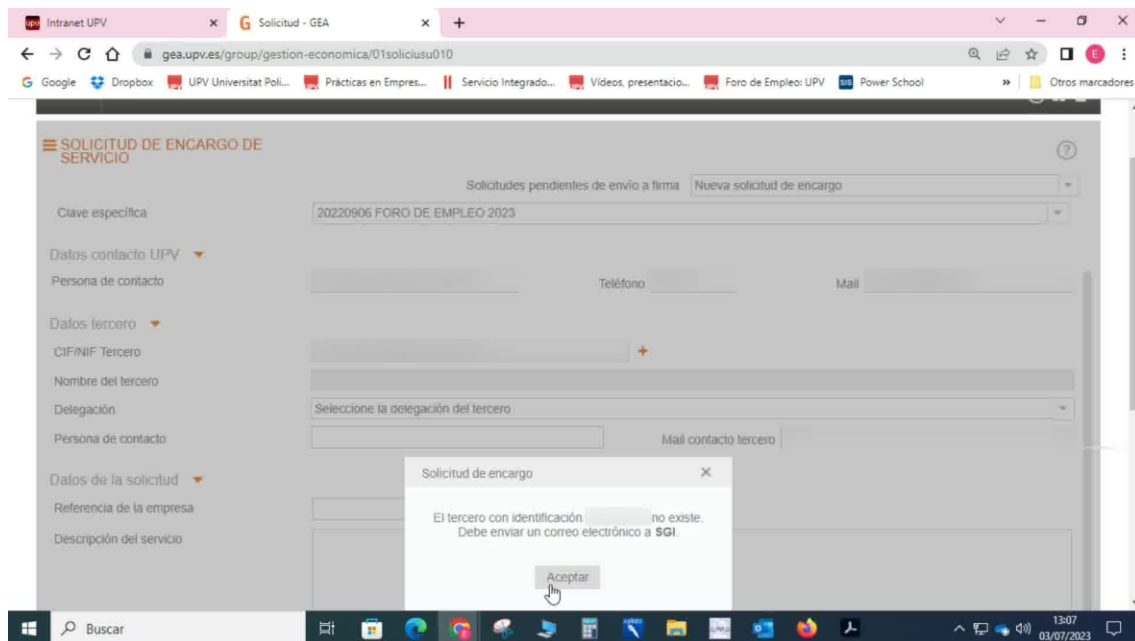 Intranet UPV
Solicitud - GEA
gea.upv.es/group/gestion-economica/01soliciusu010
E
Google
Dropbox
UPV Universitat Poli...
Prácticas en Empres...
Servicio Integrado...
Vídeos, presentacio...
Foro de Empleo: UPV
Power School
Otros marcadores
SOLICITUD DE ENCARGO DE
SERVICIO
Solicitudes pendientes de envío a firma
Nueva solicitud de encargo
Clave específica
20220906 FORO DE EMPLEO 2023
Datos contacto UPV
Persona de contacto
Teléfono
Mail
Datos tercero
CIF/NIF Tercero
Nombre del tercero
Delegación
Seleccione la delegación del tercero
Persona de contacto
Mail contacto tercero
Datos de la solicitud
Solicitud de encargo
Referencia de la empresa
El tercero con identificación no existe.
Debe enviar un correo electrónico a SGI.
Descripción del servicio
Aceptar
Buscar
13:07
03/07/2023